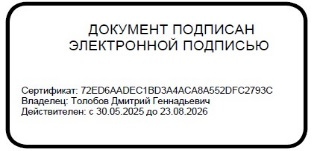 ДОКУМЕНТ ПОДПИСАН
ЭЛЕКТРОННОЙ ПОДПИСЬЮ
Сертификат: 72ED6AADEC1BD3A4ACA8A552DFC2793C
Владелец: Толобов Дмитрий Геннадьевич
Действителен: с 30.05.2025 до 23.08.2026